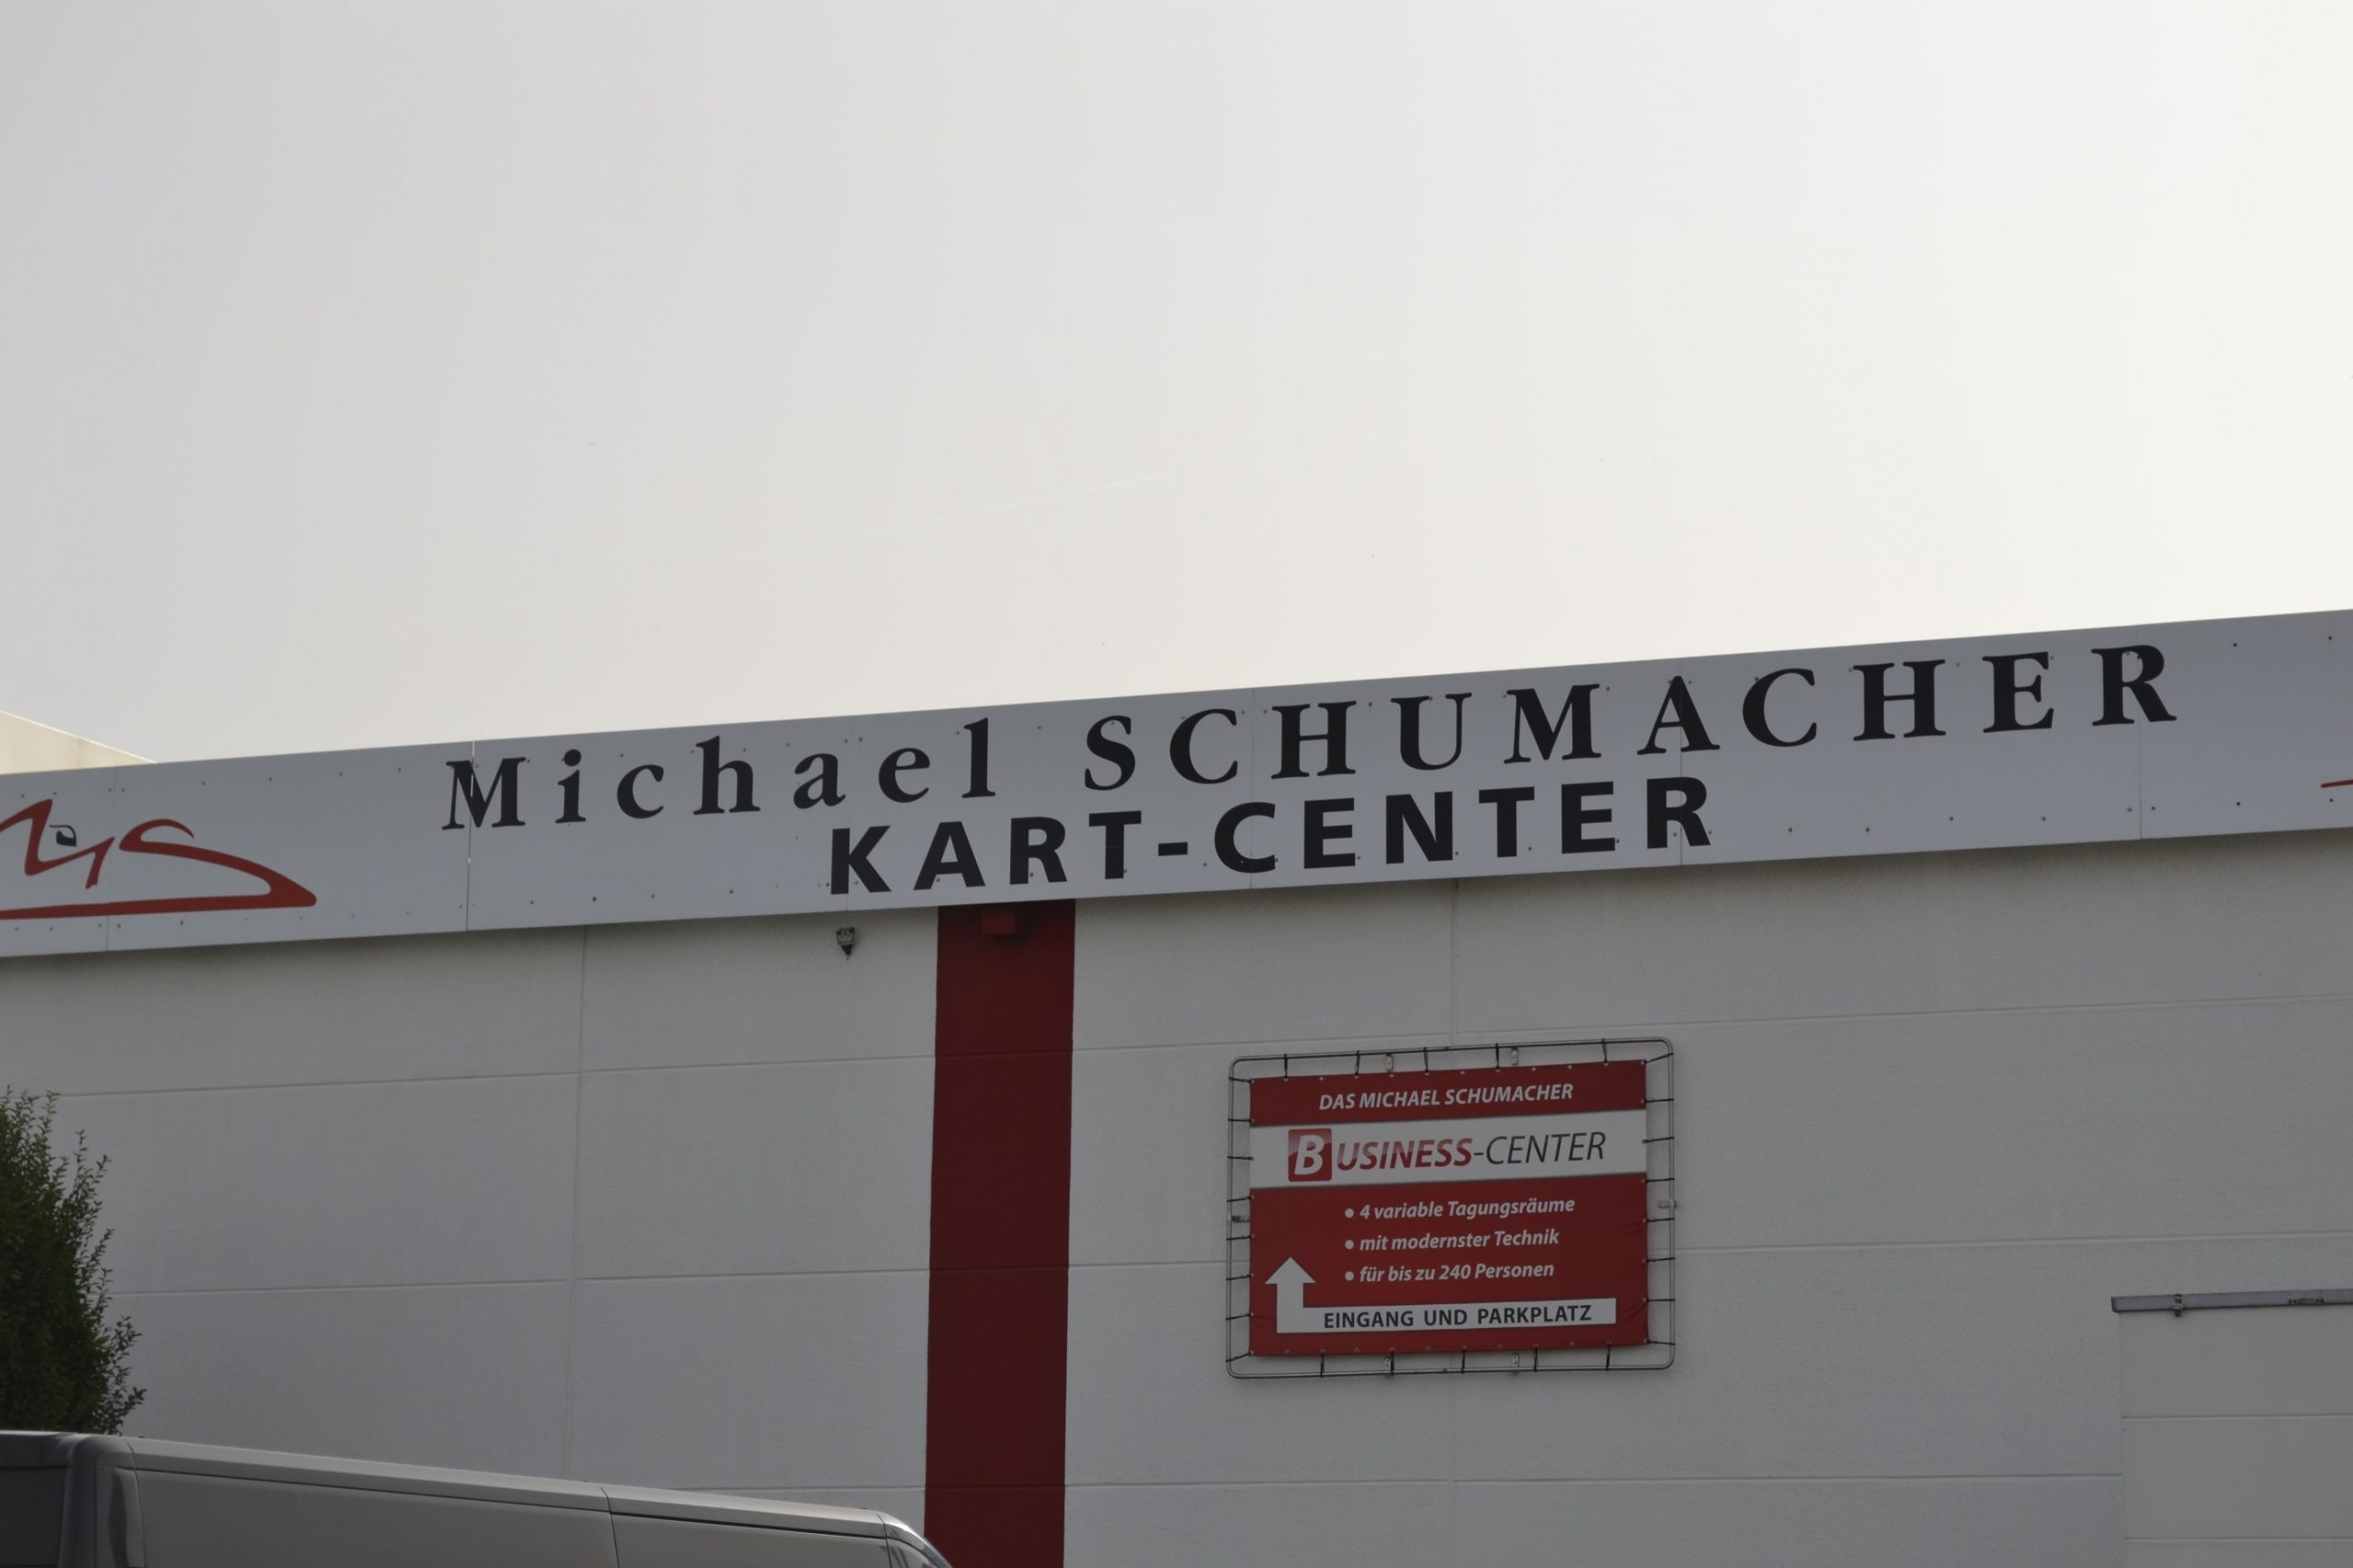 Michael SCHUMACHER
KART-CENTER
DAS MICHAEL SCHUMACHER
BUSINESS-CENTER
• 4 variable Tagungsräume
• mit modernster Technik
• für bis zu 240 Personen
EINGANG UND PARKPLATZ